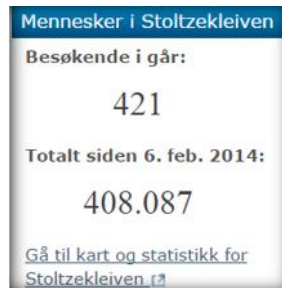 Mennesker i Stoltzekleiven
Besøkende i går:
421
Totalt siden 6. feb. 2014:
408.087
Gå til kart og statistikk for
Stoltzekleiven